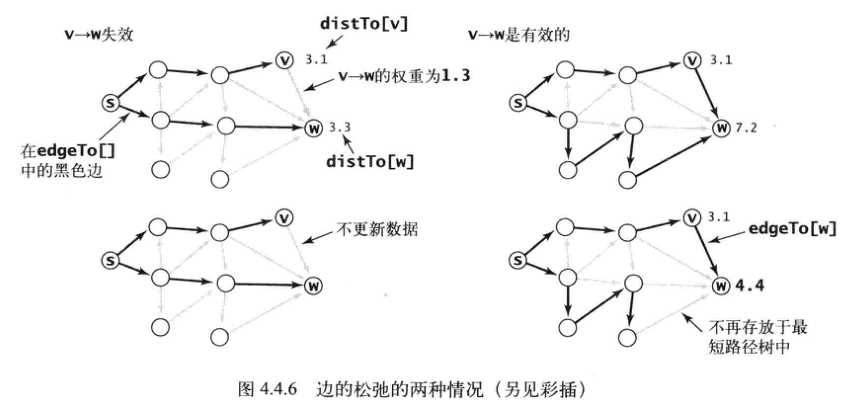 v→w失效
distTo[v]
v 3.1
v→w的权重为1.3
s
w 3.3
distTo[w]
在edgeTo[]
中的黑色边
v→w是有效的
v 3.1
s
w 7.2
v
不更新数据
s
w
v 3.1
edgeTo[w]
s
w 4.4
不再存放于最
短路径树中
图 4.4.6 边的松弛的两种情况（另见彩插）